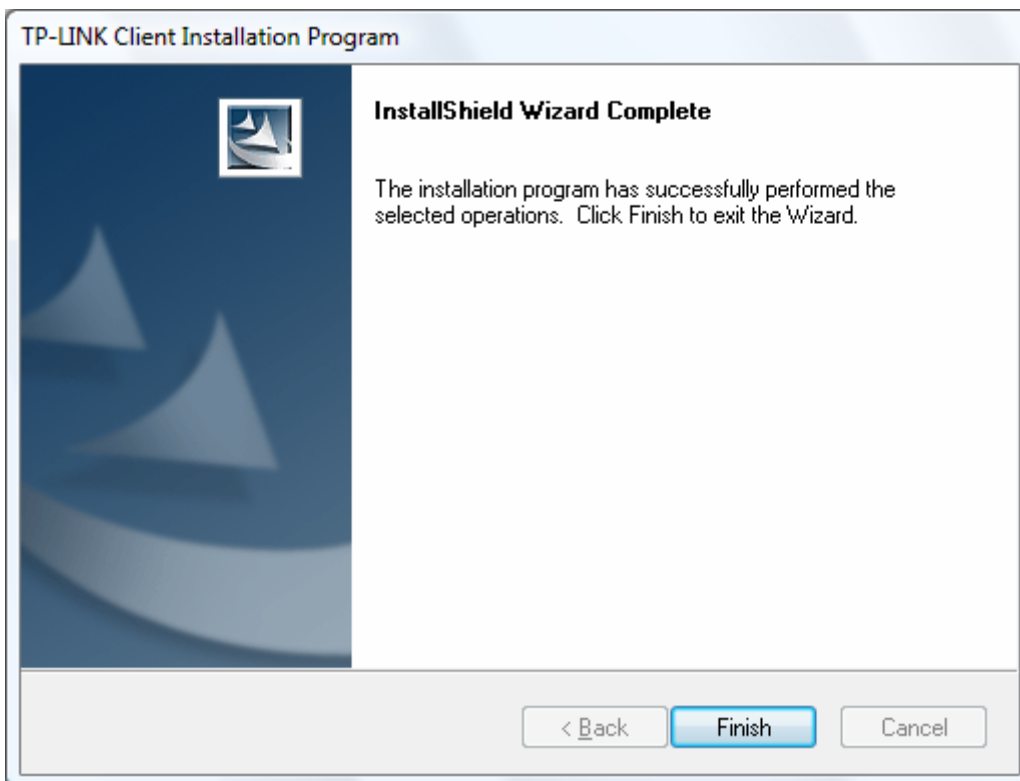 TP-LINK Client Installation Program
InstallShield Wizard Complete
The installation program has successfully performed the
selected operations.  Click Finish to exit the Wizard.
< Back
Finish
Cancel